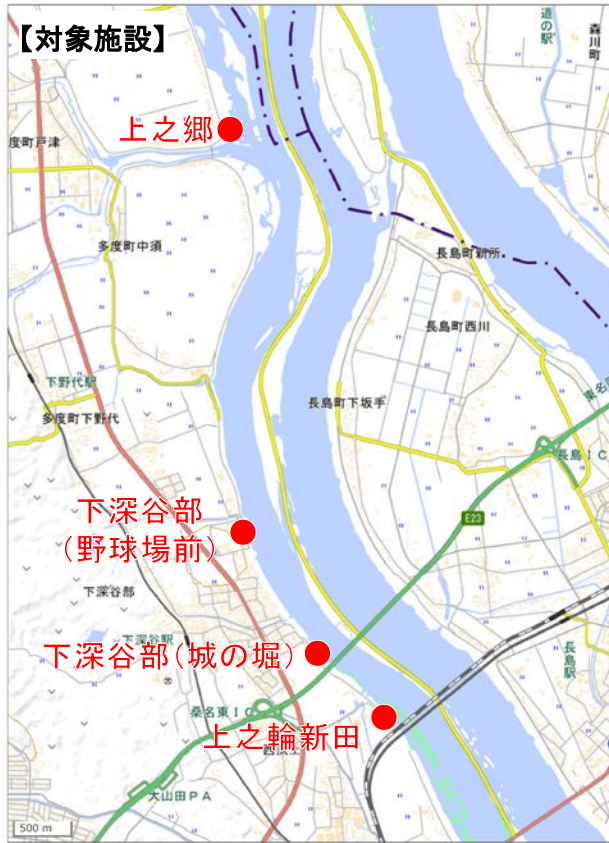 【対象施設】
道の駅
森川町
上之郷
度町戸津
多度町中須
長島町新所
長島町西川
下野代駅
長島町下坂手
多度町下野代
東名
長島IC
下深谷部
(野球場前)
E23
下深谷部
下深谷駅
下深谷部(城の堀)
長島駅
桑名東IC
上之輪新田
大山田PA
500 m